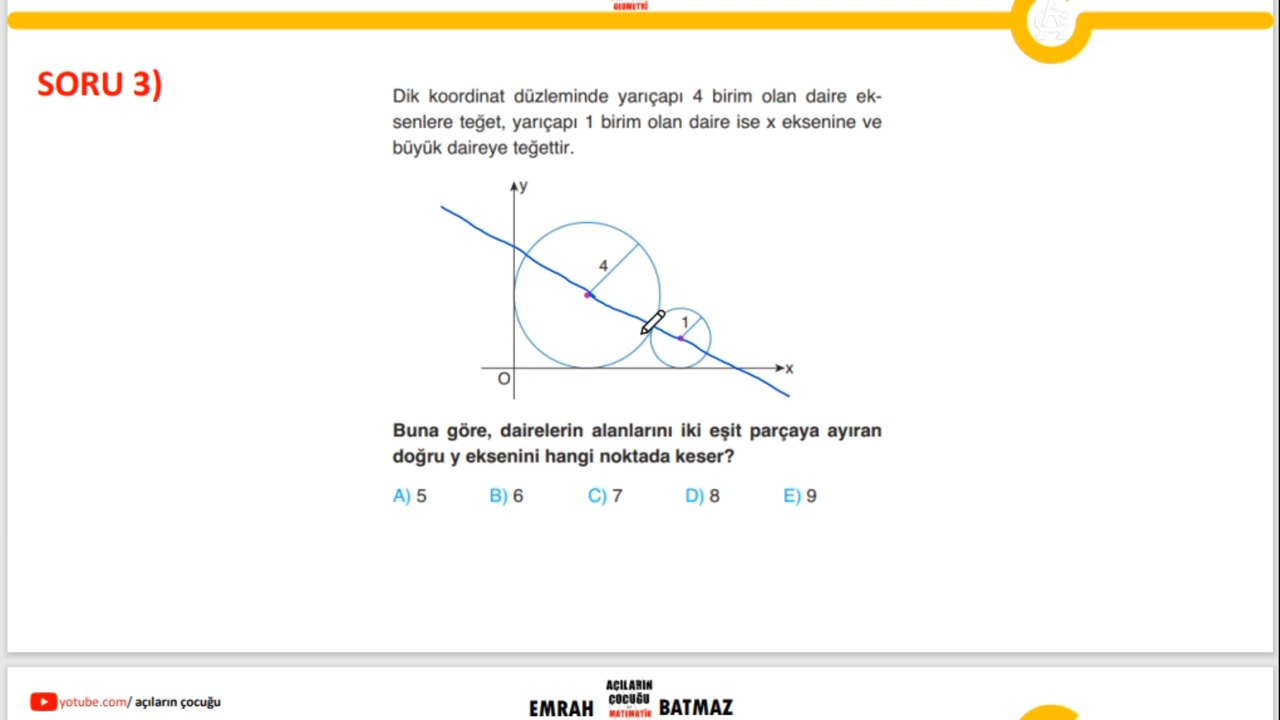 GEOMETRİ
SORU 3)
Dik koordinat düzleminde yarıçapı 4 birim olan daire ek-
senlere teğet, yarıçapı 1 birim olan daire ise x eksenine ve
büyük daireye teğettir.
y
4
1
x
O
Buna göre, dairelerin alanlarını iki eşit parçaya ayıran
doğru y eksenini hangi noktada keser?
A) 5 B) 6 C) 7 D) 8 E) 9
yotube.com/ açıların çocuğu
EMRAH
AÇILARIN
ÇOCUĞU
MATEMATİK
BATMAZ